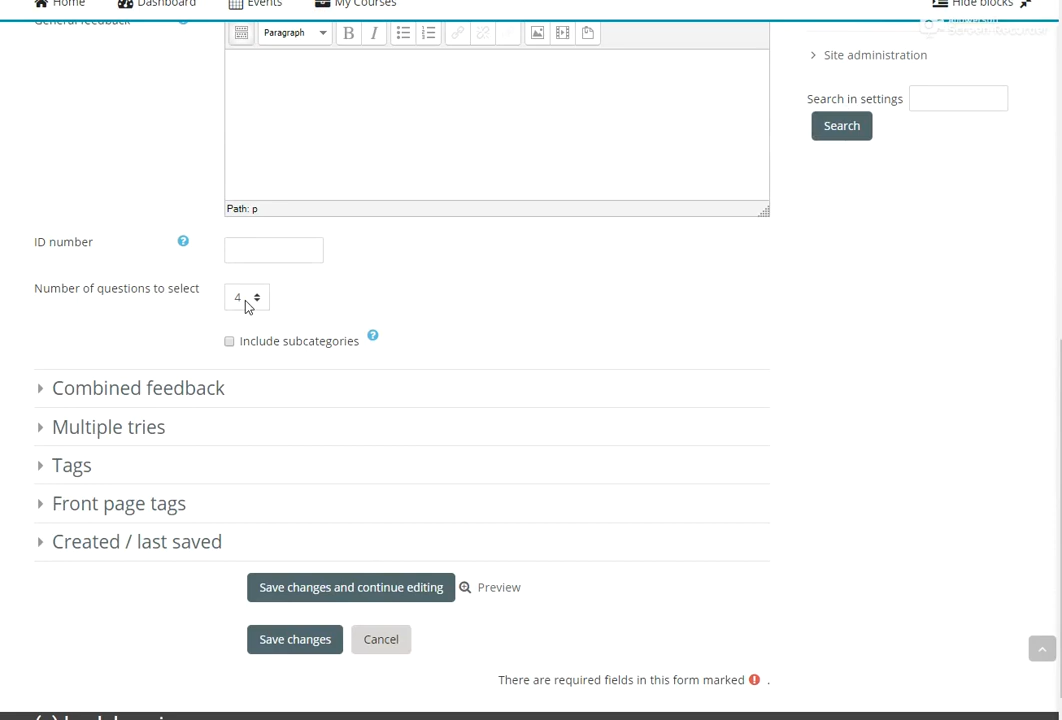 Home Dashboard Events My Courses Hide blocks
General feedback
Paragraph B I
Site administration
Search in settings
Search
Path: p
ID number
Number of questions to select 4
Include subcategories
Combined feedback
Multiple tries
Tags
Front page tags
Created / last saved
Save changes and continue editing Preview
Save changes Cancel
There are required fields in this form marked .